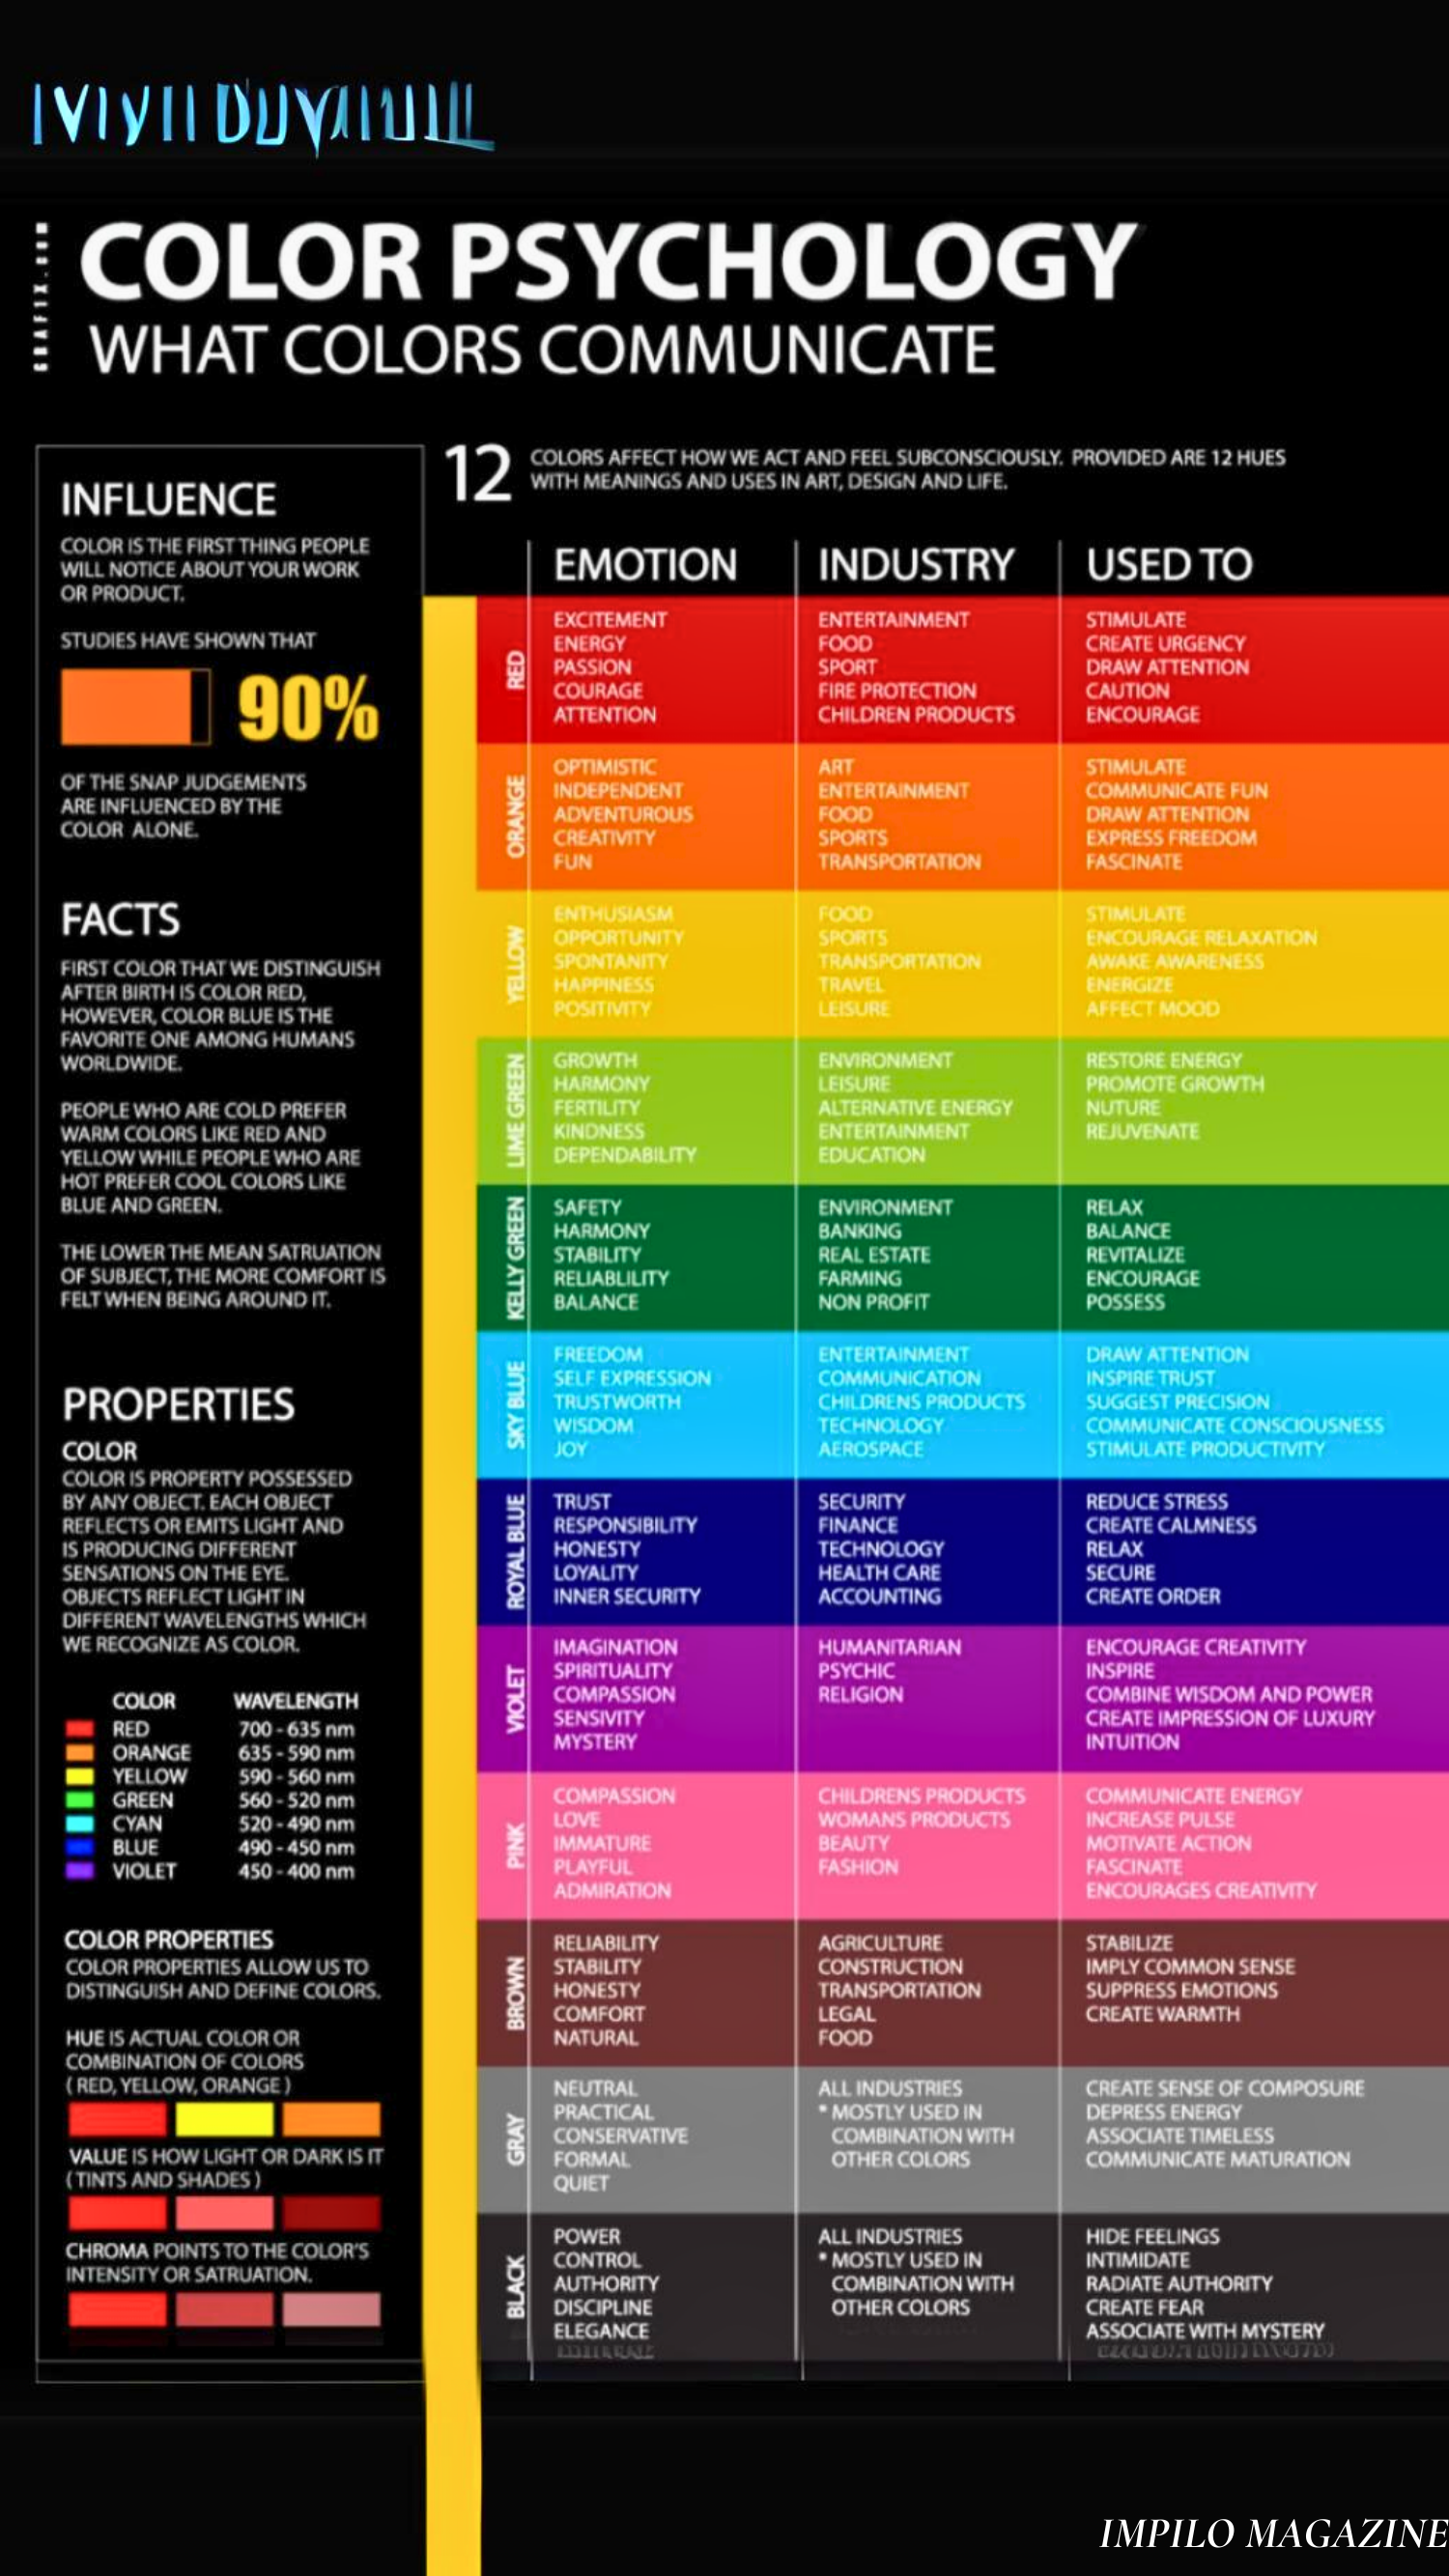 COLOR PSYCHOLOGY
WHAT COLORS COMMUNICATE
INFLUENCE
COLOR IS THE FIRST THING PEOPLE
WILL NOTICE ABOUT YOUR WORK
OR PRODUCT.
STUDIES HAVE SHOWN THAT
90%
OF THE SNAP JUDGEMENTS
ARE INFLUENCED BY THE
COLOR ALONE.
FACTS
FIRST COLOR THAT WE DISTINGUISH
AFTER BIRTH IS COLOR RED,
HOWEVER, COLOR BLUE IS THE
FAVORITE ONE AMONG HUMANS
WORLDWIDE.
PEOPLE WHO ARE COLD PREFER
WARM COLORS LIKE RED AND
YELLOW WHILE PEOPLE WHO ARE
HOT PREFER COOL COLORS LIKE
BLUE AND GREEN.
THE LOWER THE MEAN SATRUATION
OF SUBJECT, THE MORE COMFORT IS
FELT WHEN BEING AROUND IT.
PROPERTIES
COLOR
COLOR IS PROPERTY POSSESSED
BY ANY OBJECT. EACH OBJECT
REFLECTS OR EMITS LIGHT AND
IS PRODUCING DIFFERENT
SENSATIONS ON THE EYE.
OBJECTS REFLECT LIGHT IN
DIFFERENT WAVELENGTHS WHICH
WE RECOGNIZE AS COLOR.
COLOR WAVELENGTH
RED 700 - 635 nm
ORANGE 635 - 590 nm
YELLOW 590 - 560 nm
GREEN 560 - 520 nm
CYAN 520 - 490 nm
BLUE 490 - 450 nm
VIOLET 450 - 400 nm
COLOR PROPERTIES
COLOR PROPERTIES ALLOW US TO
DISTINGUISH AND DEFINE COLORS.
HUE IS ACTUAL COLOR OR
COMBINATION OF COLORS
( RED, YELLOW, ORANGE )
VALUE IS HOW LIGHT OR DARK IS IT
( TINTS AND SHADES )
CHROMA POINTS TO THE COLOR'S
INTENSITY OR SATRUATION.
12
COLORS AFFECT HOW WE ACT AND FEEL SUBCONSCIOUSLY. PROVIDED ARE 12 HUES
WITH MEANINGS AND USES IN ART, DESIGN AND LIFE.
EMOTION INDUSTRY USED TO
RED
EXCITEMENT ENTERTAINMENT STIMULATE
ENERGY FOOD CREATE URGENCY
PASSION SPORT DRAW ATTENTION
COURAGE FIRE PROTECTION CAUTION
ATTENTION CHILDREN PRODUCTS ENCOURAGE
ORANGE
OPTIMISTIC ART STIMULATE
INDEPENDENT ENTERTAINMENT COMMUNICATE FUN
ADVENTUROUS FOOD DRAW ATTENTION
CREATIVITY SPORTS EXPRESS FREEDOM
FUN TRANSPORTATION FASCINATE
YELLOW
ENTHUSIASM FOOD STIMULATE
OPPORTUNITY SPORTS ENCOURAGE RELAXATION
SPONTANITY TRANSPORTATION AWAKE AWARENESS
HAPPINESS TRAVEL ENERGIZE
POSITIVITY LEISURE AFFECT MOOD
LIME GREEN
GROWTH ENVIRONMENT RESTORE ENERGY
HARMONY LEISURE PROMOTE GROWTH
FERTILITY ALTERNATIVE ENERGY NUTURE
KINDNESS ENTERTAINMENT REJUVENATE
DEPENDABILITY EDUCATION
KELLY GREEN
SAFETY ENVIRONMENT RELAX
HARMONY BANKING BALANCE
STABILITY REAL ESTATE REVITALIZE
RELIABLILITY FARMING ENCOURAGE
BALANCE NON PROFIT POSSESS
SKY BLUE
FREEDOM ENTERTAINMENT DRAW ATTENTION
SELF EXPRESSION COMMUNICATION INSPIRE TRUST
TRUSTWORTH CHILDRENS PRODUCTS SUGGEST PRECISION
WISDOM TECHNOLOGY COMMUNICATE CONSCIOUSNESS
JOY AEROSPACE STIMULATE PRODUCTIVITY
ROYAL BLUE
TRUST SECURITY REDUCE STRESS
RESPONSIBILITY FINANCE CREATE CALMNESS
HONESTY TECHNOLOGY RELAX
LOYALITY HEALTH CARE SECURE
INNER SECURITY ACCOUNTING CREATE ORDER
VIOLET
IMAGINATION HUMANITARIAN ENCOURAGE CREATIVITY
SPIRITUALITY PSYCHIC INSPIRE
COMPASSION RELIGION COMBINE WISDOM AND POWER
SENSIVITY CREATE IMPRESSION OF LUXURY
MYSTERY INTUITION
PINK
COMPASSION CHILDRENS PRODUCTS COMMUNICATE ENERGY
LOVE WOMANS PRODUCTS INCREASE PULSE
IMMATURE BEAUTY MOTIVATE ACTION
PLAYFUL FASHION FASCINATE
ADMIRATION ENCOURAGES CREATIVITY
BROWN
RELIABILITY AGRICULTURE STABILIZE
STABILITY CONSTRUCTION IMPLY COMMON SENSE
HONESTY TRANSPORTATION SUPPRESS EMOTIONS
COMFORT LEGAL CREATE WARMTH
NATURAL FOOD
GRAY
NEUTRAL ALL INDUSTRIES CREATE SENSE OF COMPOSURE
PRACTICAL * MOSTLY USED IN DEPRESS ENERGY
CONSERVATIVE COMBINATION WITH ASSOCIATE TIMELESS
FORMAL OTHER COLORS COMMUNICATE MATURATION
QUIET
BLACK
POWER ALL INDUSTRIES HIDE FEELINGS
CONTROL * MOSTLY USED IN INTIMIDATE
AUTHORITY COMBINATION WITH RADIATE AUTHORITY
DISCIPLINE OTHER COLORS CREATE FEAR
ELEGANCE ASSOCIATE WITH MYSTERY
IMPILO MAGAZINE